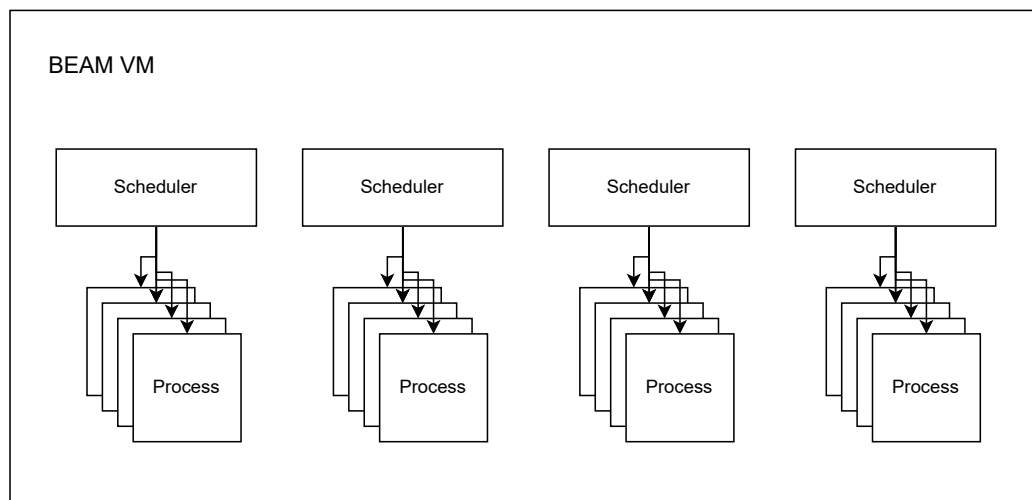 BEAM VM
Scheduler
Scheduler
Scheduler
Scheduler
Process
Process
Process
Process